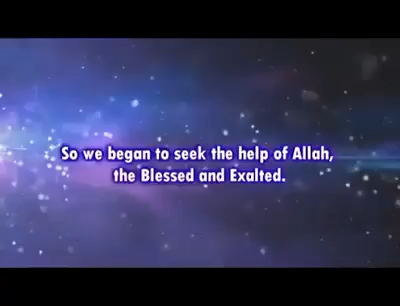 So we began to seek the help of Allah,
the Blessed and Exalted.